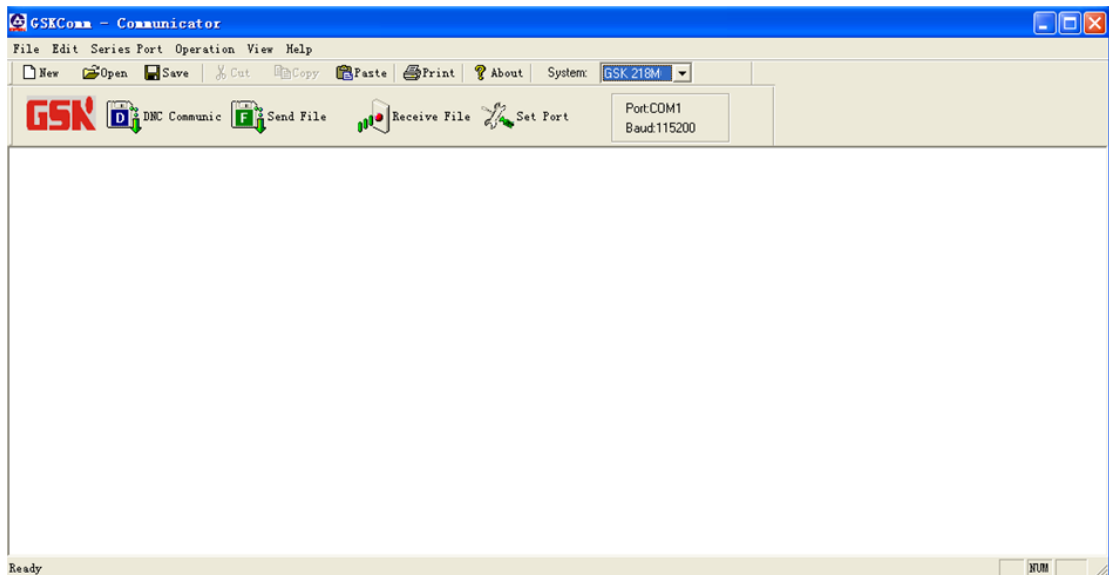 GSKComm - Communicator
File Edit Series Port Operation View Help
New Open Save Cut Copy Paste Print About System: GSK 218M
GSK DNC Communic Send File Receive File Set Port
Port:COM1
Baud:115200
Ready NUM